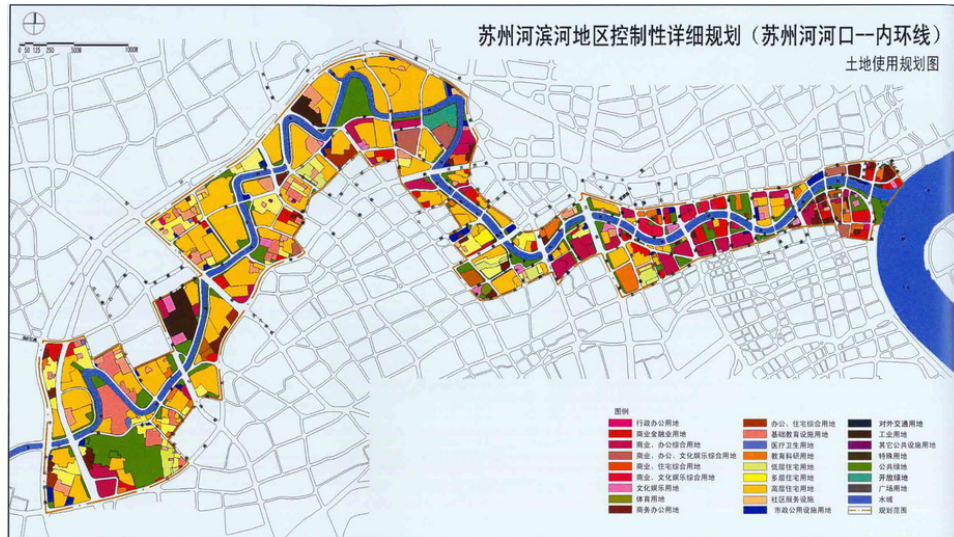 苏州河滨河地区控制性详细规划（苏州河河口--内环线）
土地使用规划图
0 50 125 250 500M 1000M
图例
行政办公用地
商业金融业用地
商业、办公综合用地
商业、办公、文化娱乐综合用地
商业、住宅综合用地
商业、文化娱乐综合用地
文化娱乐用地
体育用地
商务办公用地
办公、住宅综合用地
基础教育设施用地
医疗卫生用地
教育科研用地
低层住宅用地
多层住宅用地
高层住宅用地
社区服务设施
市政公用设施用地
对外交通用地
工业用地
其它公共设施用地
特殊用地
公共绿地
开放绿地
广场用地
水域
规划范围